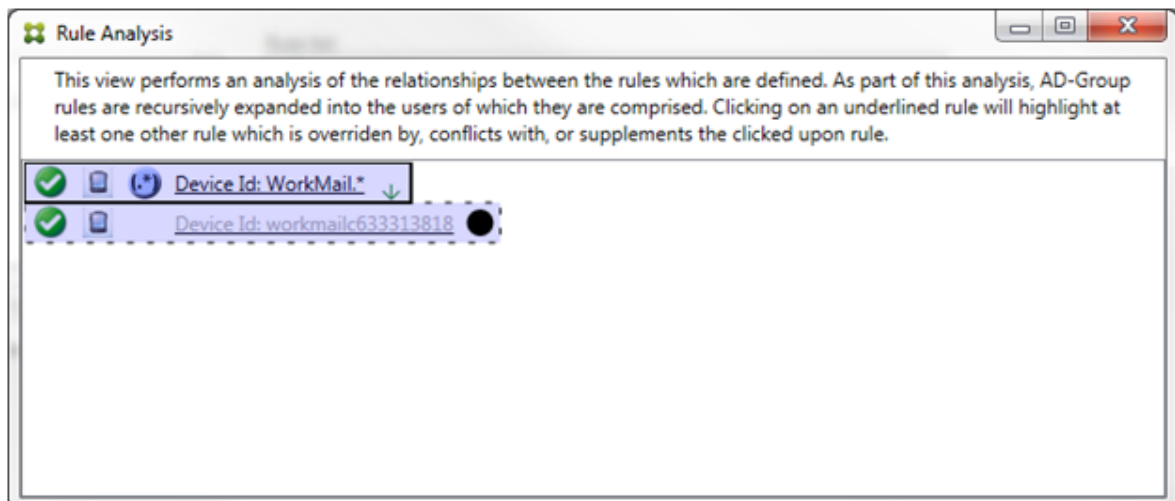 Rule Analysis
This view performs an analysis of the relationships between the rules which are defined. As part of this analysis, AD-Group
rules are recursively expanded into the users of which they are comprised. Clicking on an underlined rule will highlight at
least one other rule which is overriden by, conflicts with, or supplements the clicked upon rule.
(.*) Device Id: WorkMail.*
Device Id: workmailc633313818